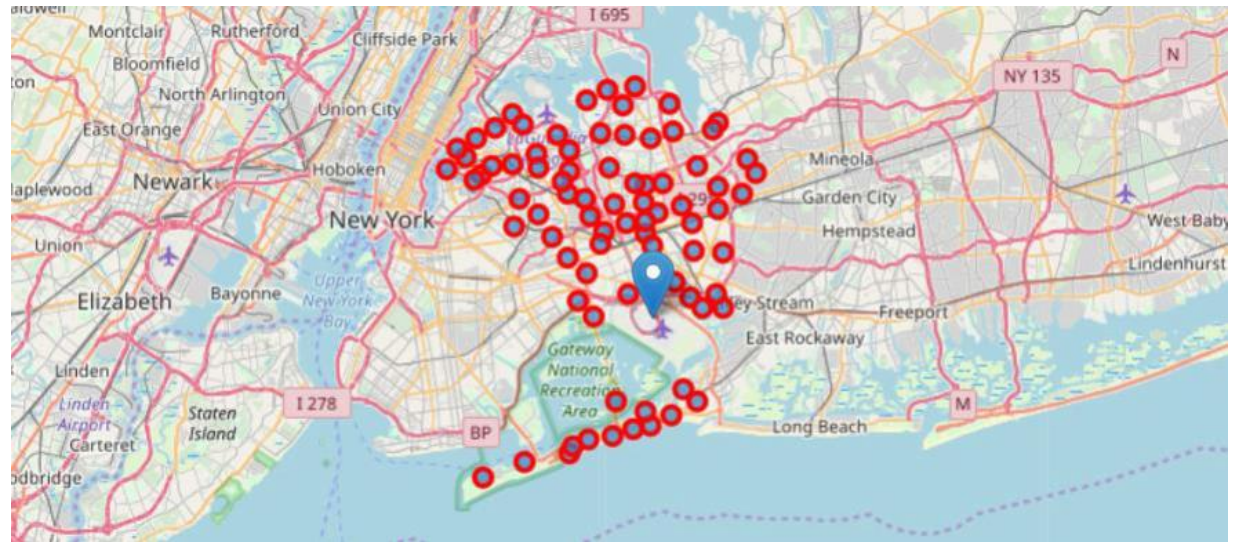 I 695
Montclair
Rutherford
Cliffside Park
N
Bloomfield
NY 135
North Arlington
Union City
East Orange
Mineola
Hoboken
Newark
Garden City
New York
West Baby
Hempstead
Union
Lindenhurst
Upper
New York
Bay
Elizabeth
Bayonne
ey Stream
Freeport
East Rockaway
Gateway
National
Recreation
Area
Linden
I 278
Linden
Airport
Staten
Island
M
BP
Long Beach
Carteret
odbridge